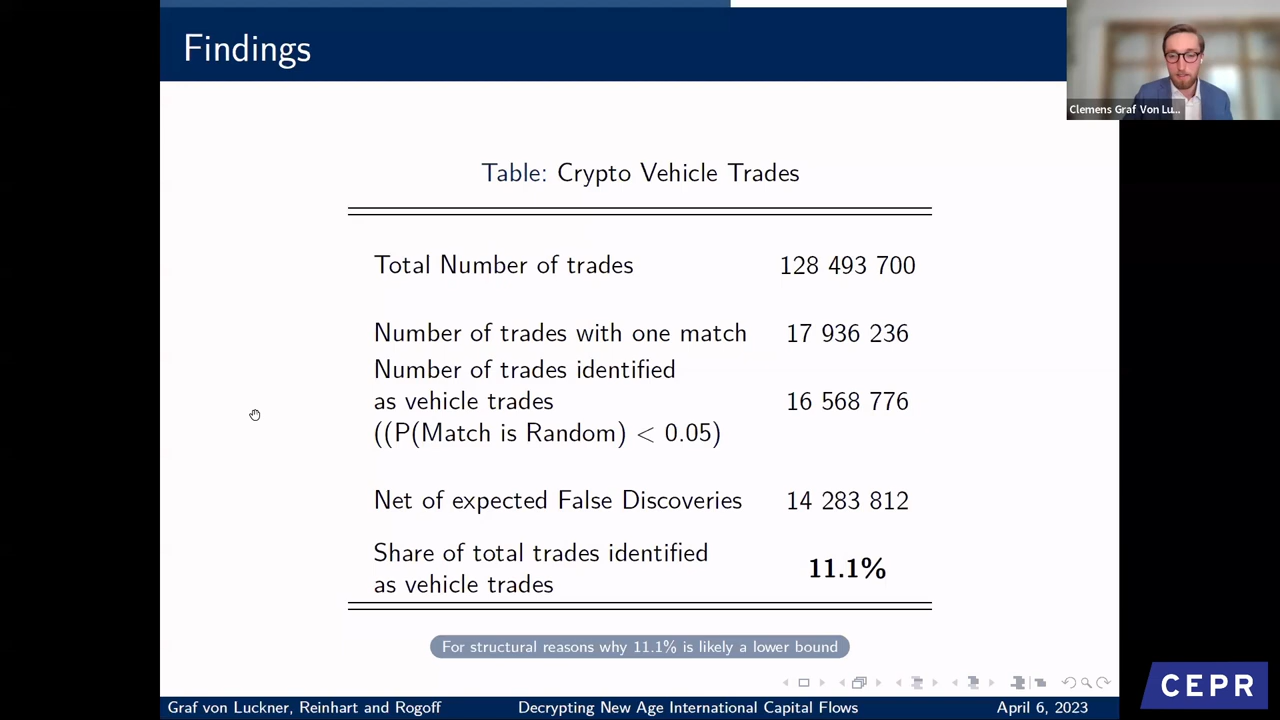 Findings
Clemens Graf Von Lu...
Table: Crypto Vehicle Trades
Total Number of trades 128 493 700
Number of trades with one match 17 936 236
Number of trades identified
as vehicle trades 16 568 776
((P(Match is Random) < 0.05)
Net of expected False Discoveries 14 283 812
Share of total trades identified
as vehicle trades 11.1%
For structural reasons why 11.1% is likely a lower bound
CEPR
Graf von Luckner, Reinhart and Rogoff Decrypting New Age International Capital Flows April 6, 2023